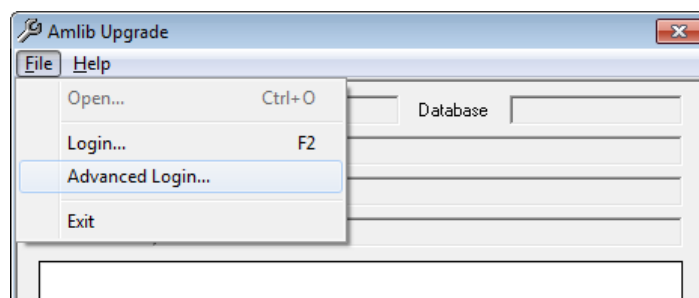 Amlib Upgrade
File Help
Open... Ctrl+O
Database
Login... F2
Advanced Login...
Exit